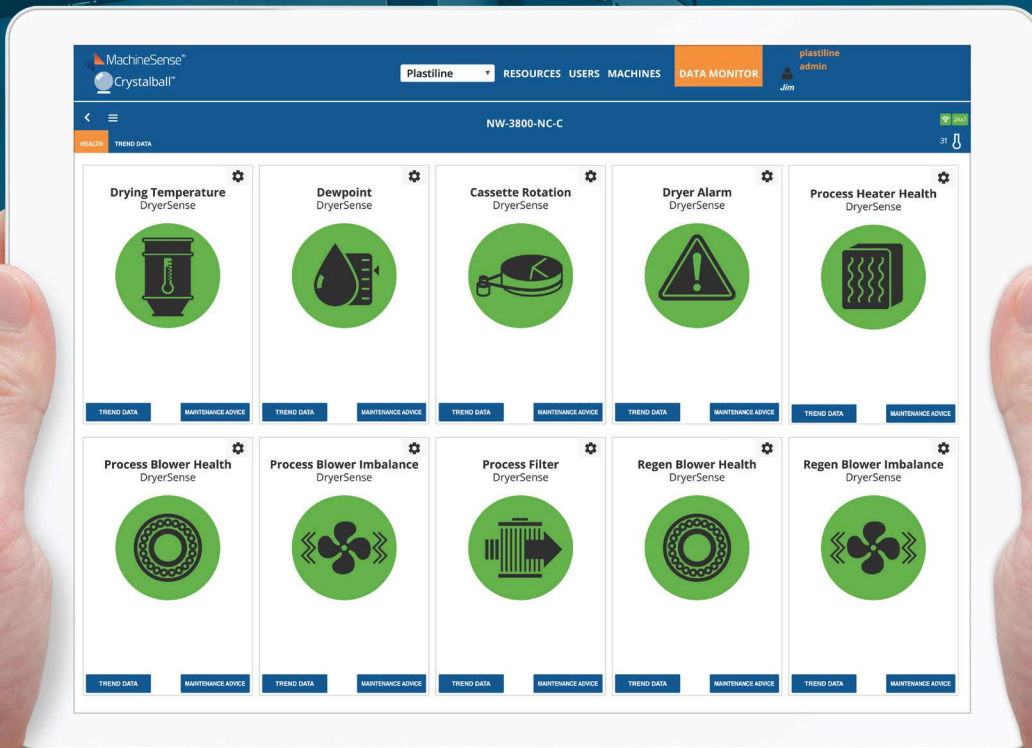 MachineSense™
Crystalball™
Plastiline
RESOURCES USERS MACHINES DATA MONITOR
Jim
plastiline
admin
NW-3800-NC-C
24x7
HEALTH TREND DATA
31
Drying Temperature
DryerSense
TREND DATA MAINTENANCE ADVICE
Dewpoint
DryerSense
TREND DATA MAINTENANCE ADVICE
Cassette Rotation
DryerSense
TREND DATA MAINTENANCE ADVICE
Dryer Alarm
DryerSense
TREND DATA MAINTENANCE ADVICE
Process Heater Health
DryerSense
TREND DATA MAINTENANCE ADVICE
Process Blower Health
DryerSense
TREND DATA MAINTENANCE ADVICE
Process Blower Imbalance
DryerSense
TREND DATA MAINTENANCE ADVICE
Process Filter
DryerSense
TREND DATA MAINTENANCE ADVICE
Regen Blower Health
DryerSense
TREND DATA MAINTENANCE ADVICE
Regen Blower Imbalance
DryerSense
TREND DATA MAINTENANCE ADVICE